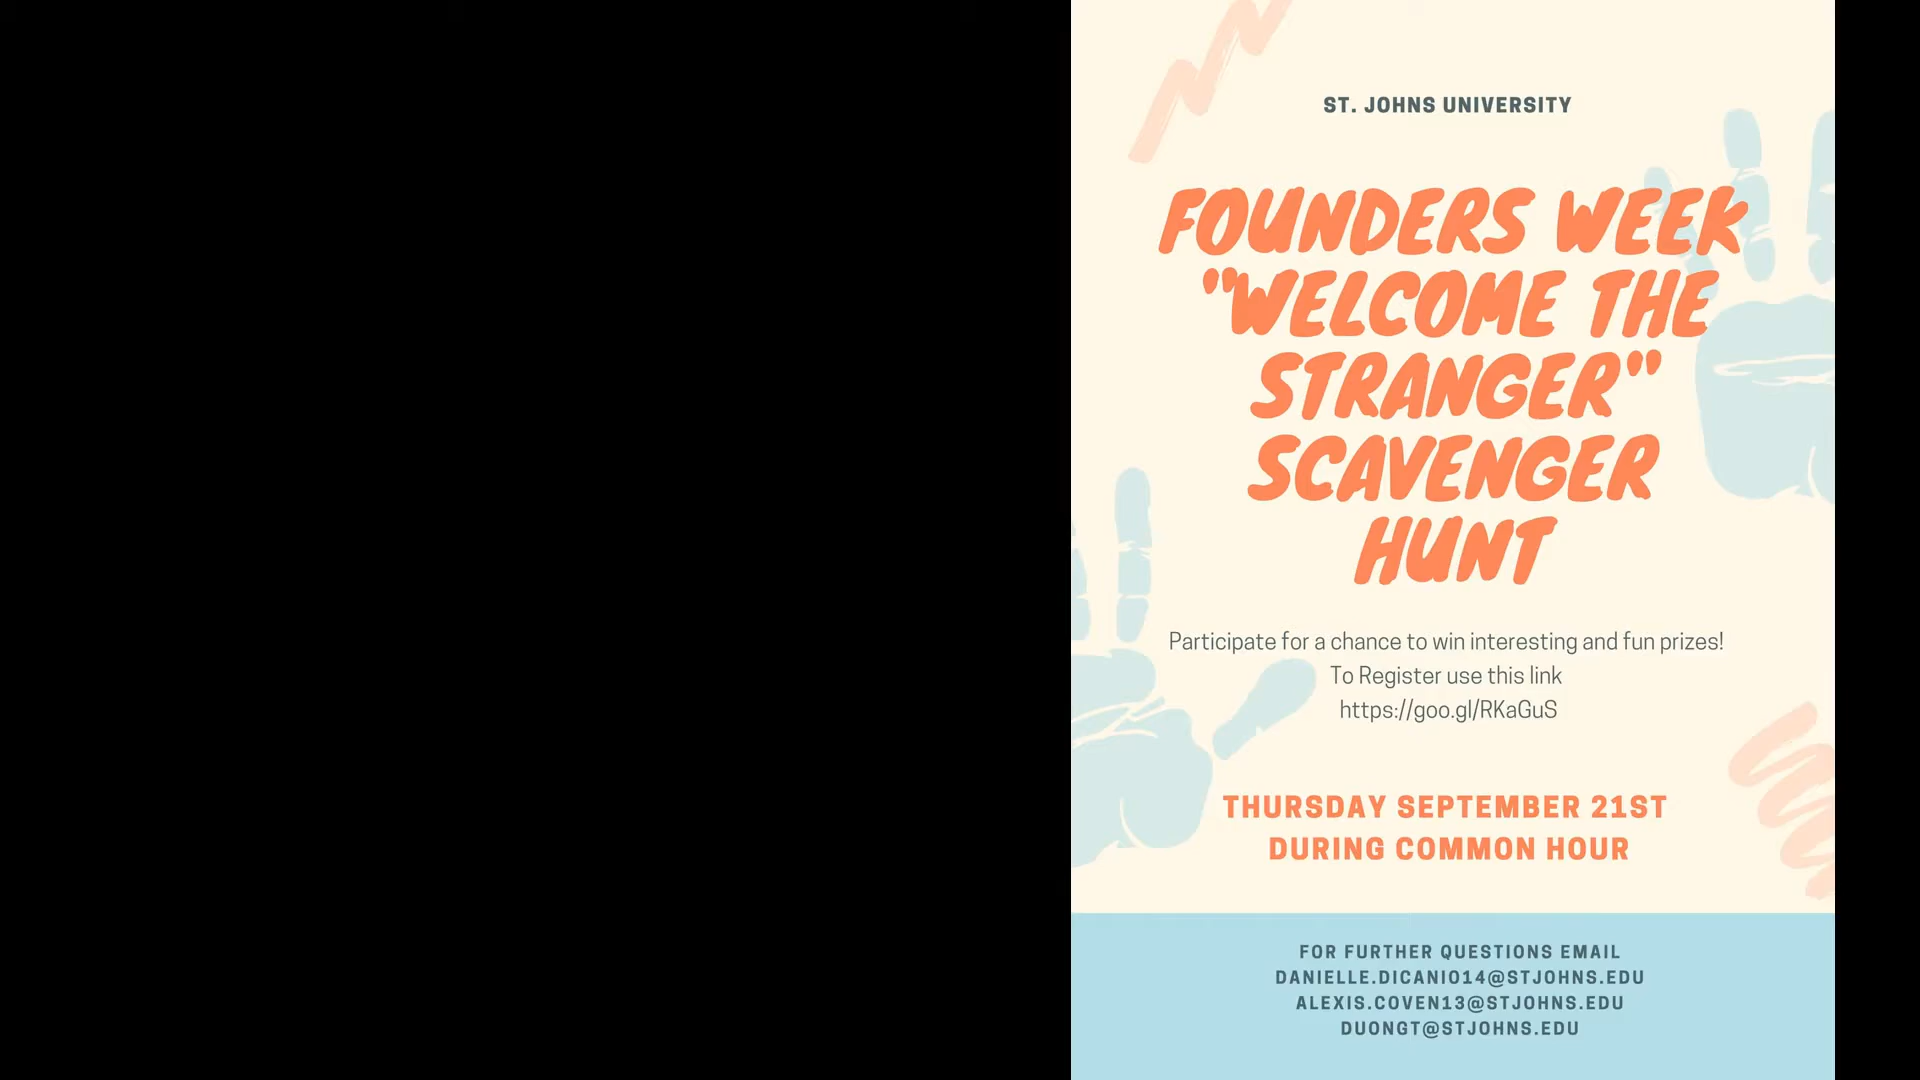 ST. JOHNS UNIVERSITY
FOUNDERS WEEK
"WELCOME THE
STRANGER"
SCAVENGER
HUNT
Participate for a chance to win interesting and fun prizes!
To Register use this link
https://goo.gl/RKaGuS
THURSDAY SEPTEMBER 21ST
DURING COMMON HOUR
FOR FURTHER QUESTIONS EMAIL
DANIELLE.DICANIO14@STJOHNS.EDU
ALEXIS.COVEN13@STJOHNS.EDU
DUONGT@STJOHNS.EDU